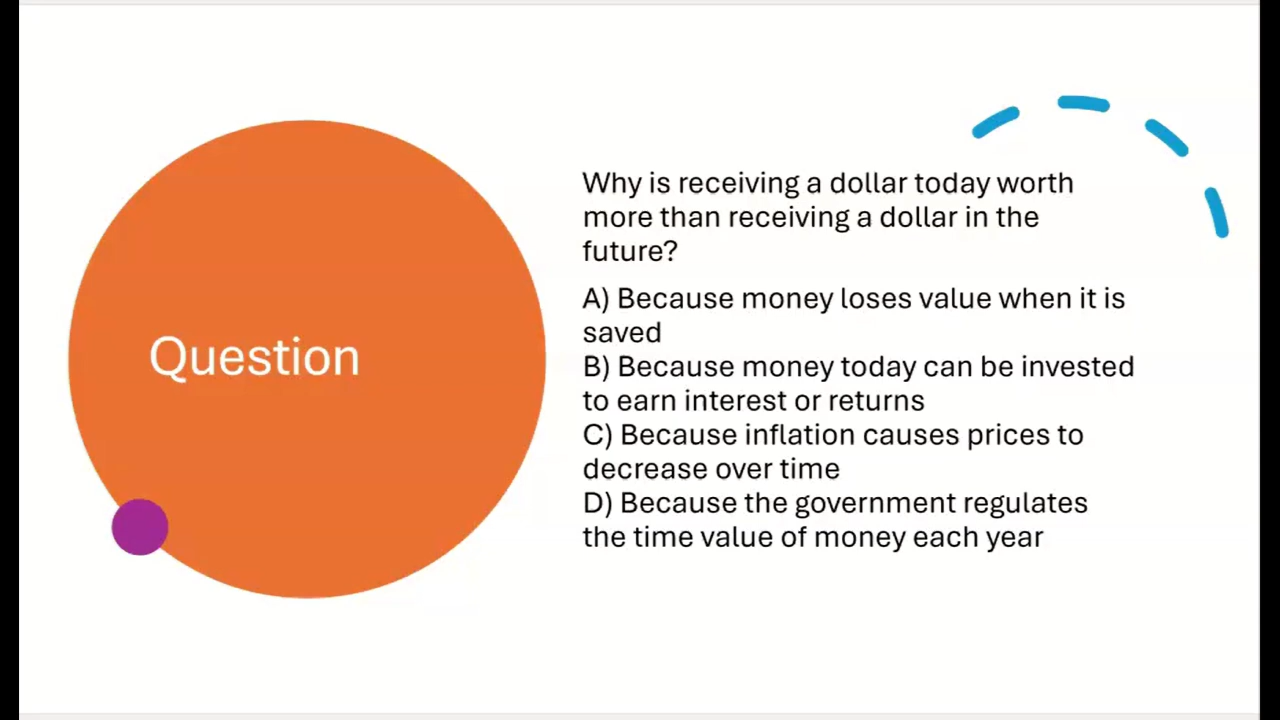 Question
Why is receiving a dollar today worth
more than receiving a dollar in the
future?
A) Because money loses value when it is
saved
B) Because money today can be invested
to earn interest or returns
C) Because inflation causes prices to
decrease over time
D) Because the government regulates
the time value of money each year